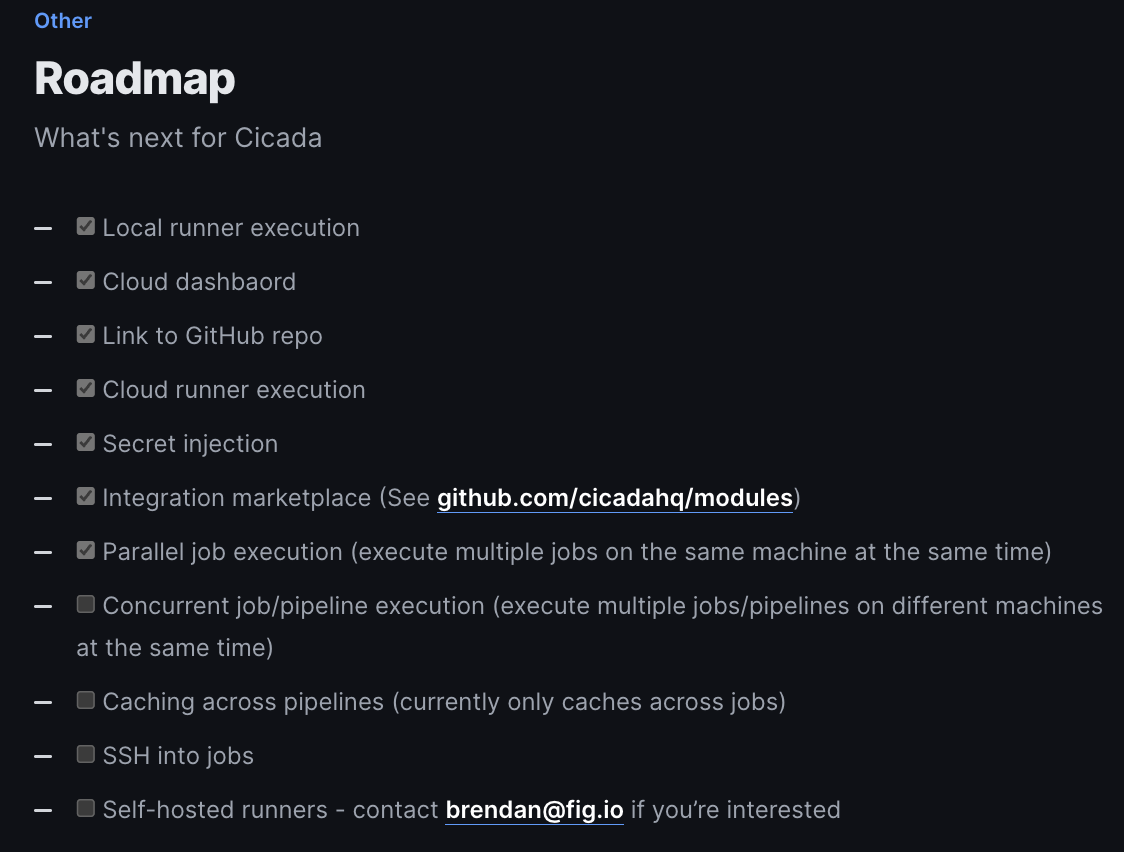 Other
Roadmap
What's next for Cicada
Local runner execution
Cloud dashbaord
Link to GitHub repo
Cloud runner execution
Secret injection
Integration marketplace (See github.com/cicadahq/modules)
Parallel job execution (execute multiple jobs on the same machine at the same time)
Concurrent job/pipeline execution (execute multiple jobs/pipelines on different machines
at the same time)
Caching across pipelines (currently only caches across jobs)
SSH into jobs
Self-hosted runners - contact brendan@fig.io if you’re interested